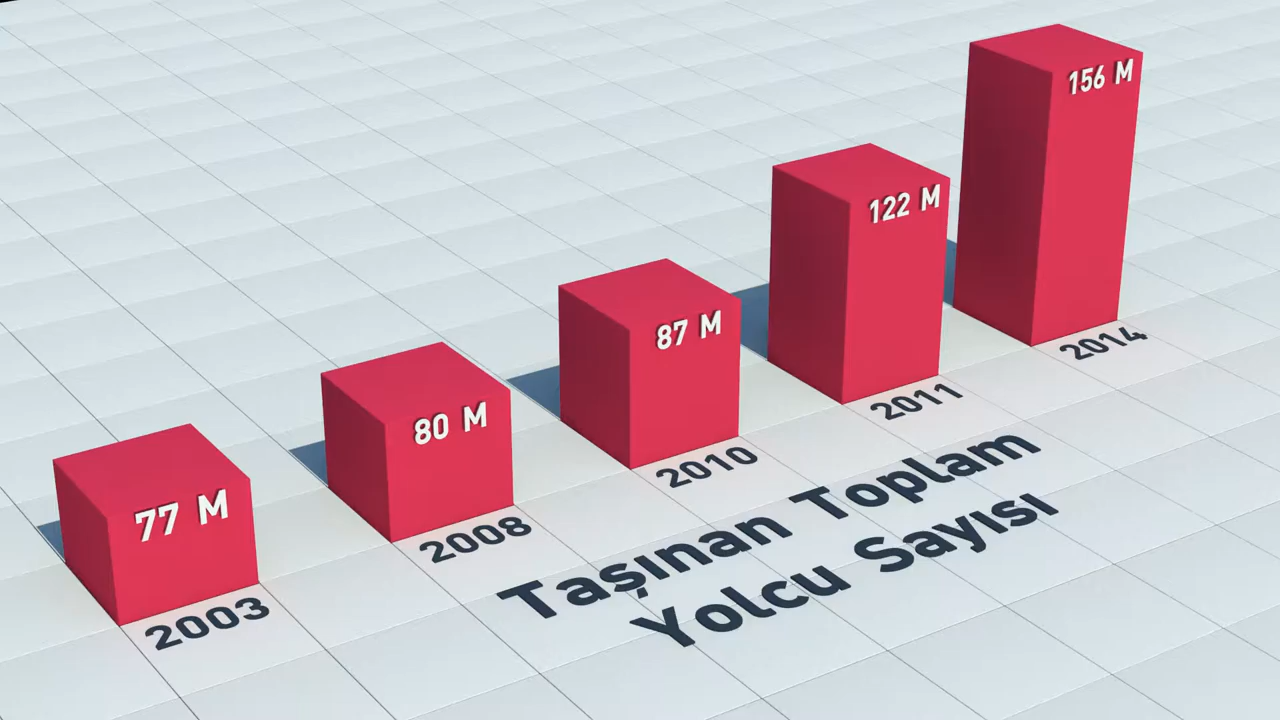 77 M
2003
80 M
2008
87 M
2010
122 M
2011
156 M
2014
Taşınan Toplam
Yolcu Sayısı